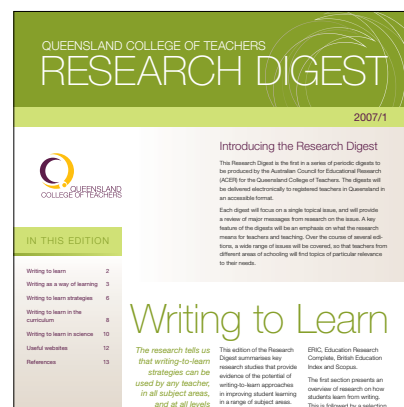 QUEENSLAND COLLEGE OF TEACHERS
RESEARCH DIGEST
2007/1
QUEENSLAND
COLLEGE OF TEACHERS
IN THIS EDITION
Writing to learn 2
Writing as a way of learning 3
Writing to learn strategies 6
Writing to learn in the
curriculum 8
Writing to learn in science 10
Useful websites 12
References 13
Introducing the Research Digest
This Research Digest is the first in a series of periodic digests to
be produced by the Australian Council for Educational Research
(ACER) for the Queensland College of Teachers. The digests will
be delivered electronically to registered teachers in Queensland in
an accessible format.
Each digest will focus on a single topical issue, and will provide
a review of major messages from research on the issue. A key
feature of the digests will be an emphasis on what the research
means for teachers and teaching. Over the course of several edi-
tions, a wide range of issues will be covered, so that teachers from
different areas of schooling will find topics of particular relevance
to their needs.
Writing to Learn
The research tells us
that writing-to-learn
strategies can be
used by any teacher,
in all subject areas,
and at all levels
This edition of the Research
Digest summarises key
research studies that provide
evidence of the potential of
writing-to-learn approaches
in improving student learning
in a range of subject areas.
ERIC, Education Research
Complete, British Education
Index and Scopus.
The first section presents an
overview of research on how
students learn from writing.
This is followed by a selection